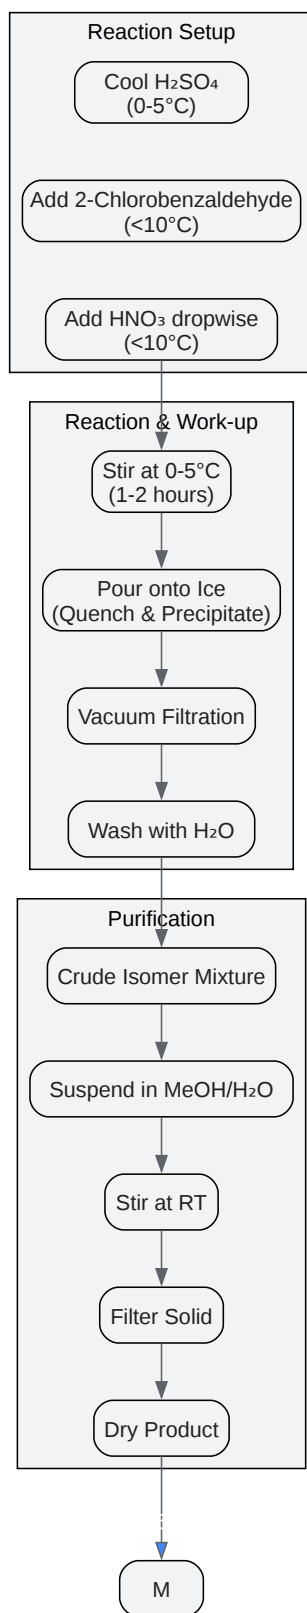 Reaction Setup
Cool H₂SO₄
(0-5°C)
Add 2-Chlorobenzaldehyde
(<10°C)
Add HNO₃ dropwise
(<10°C)
Reaction & Work-up
Stir at 0-5°C
(1-2 hours)
Pour onto Ice
(Quench & Precipitate)
Vacuum Filtration
Wash with H₂O
Purification
Crude Isomer Mixture
Suspend in MeOH/H₂O
Stir at RT
Filter Solid
Dry Product
M